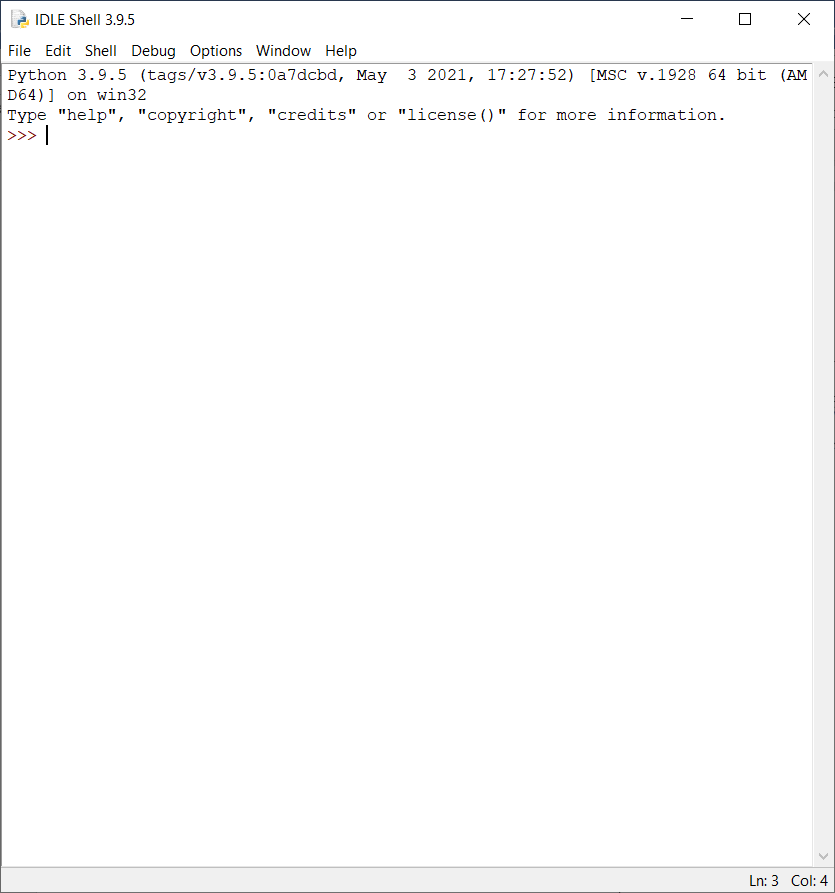 IDLE Shell 3.9.5
File Edit Shell Debug Options Window Help
Python 3.9.5 (tags/v3.9.5:0a7dcbd, May  3 2021, 17:27:52) [MSC v.1928 64 bit (AM
D64)] on win32
Type "help", "copyright", "credits" or "license()" for more information.
>>>
Ln: 3 Col: 4